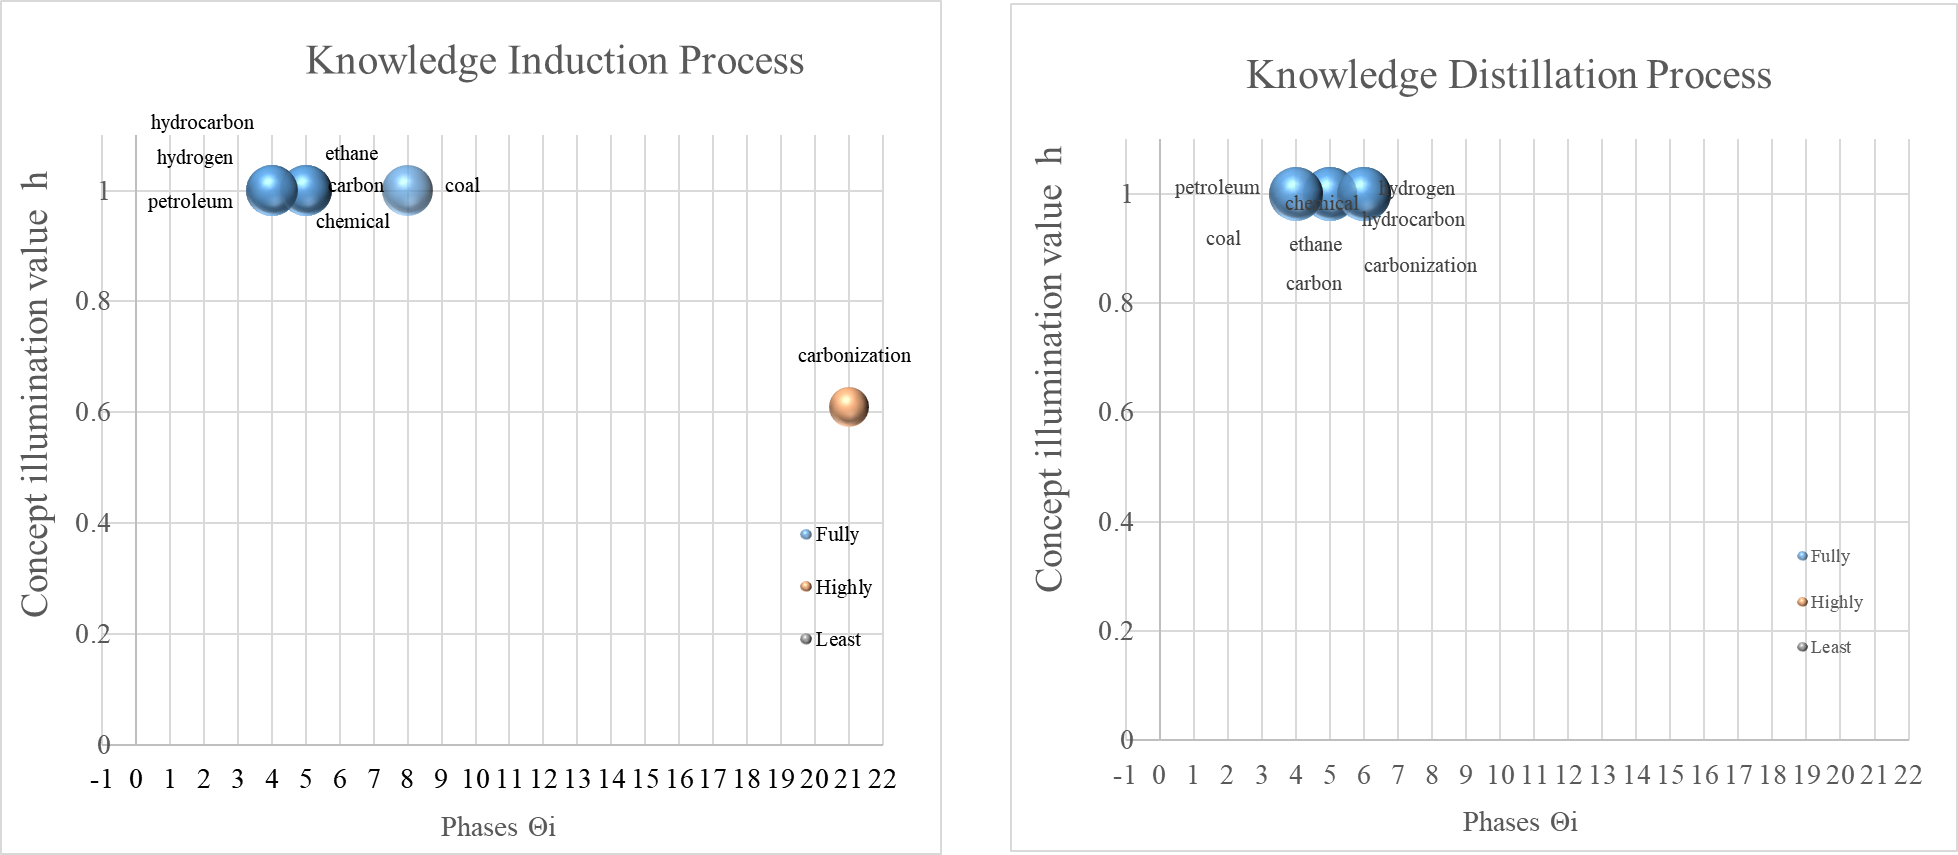 Knowledge Induction Process
Concept illumination value h
hydrocarbon
hydrogen
petroleum
ethane
carbon
chemical
coal
carbonization
1
0.8
0.6
0.4
0.2
0
Fully
Highly
Least
-1 0 1 2 3 4 5 6 7 8 9 10 11 12 13 14 15 16 17 18 19 20 21 22
Phases Θi
Knowledge Distillation Process
Concept illumination value h
petroleum
coal
chemical
ethane
carbon
hydrogen
hydrocarbon
carbonization
1
0.8
0.6
0.4
0.2
0
Fully
Highly
Least
-1 0 1 2 3 4 5 6 7 8 9 10 11 12 13 14 15 16 17 18 19 20 21 22
Phases Θi